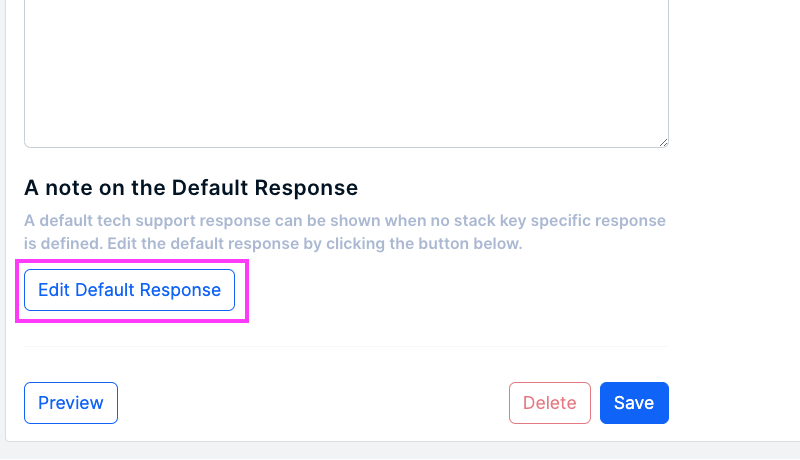 A note on the Default Response
A default tech support response can be shown when no stack key specific response
is defined. Edit the default response by clicking the button below.
Edit Default Response
Preview
Delete
Save